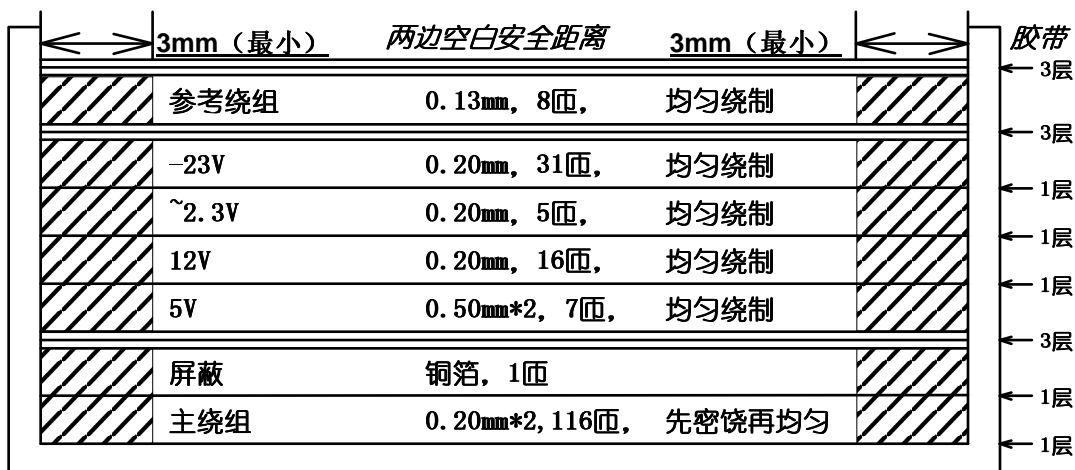 3mm（最小） 两边空白安全距离 3mm（最小） 胶带
3层
参考绕组 0.13mm，8匝， 均匀绕制
3层
-23V 0.20mm，31匝， 均匀绕制
1层
~2.3V 0.20mm，5匝， 均匀绕制
1层
12V 0.20mm，16匝， 均匀绕制
1层
5V 0.50mm*2，7匝， 均匀绕制
3层
屏蔽 铜箔，1匝
1层
主绕组 0.20mm*2,116匝， 先密饶再均匀
1层